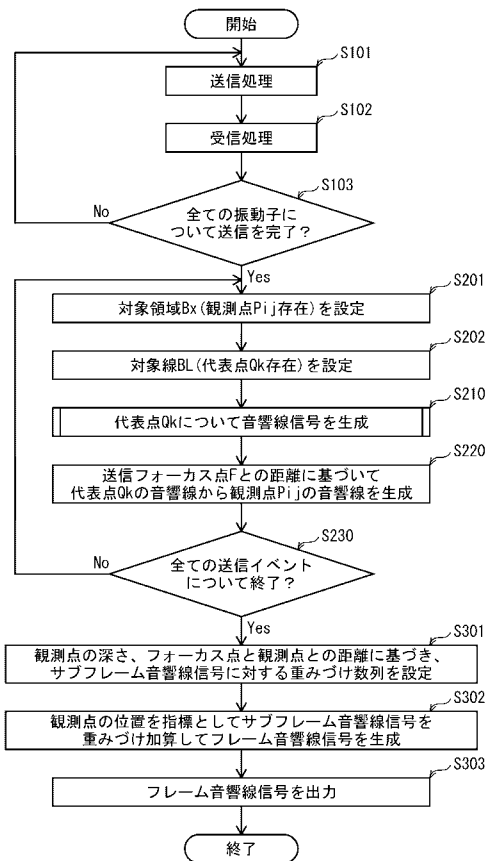 開始
S101
送信処理
S102
受信処理
S103
全ての振動子に
ついて送信を完了？
No
Yes
S201
対象領域Bx(観測点Pij存在)を設定
S202
対象線BL(代表点Qk存在)を設定
S210
代表点Qkについて音響線信号を生成
S220
送信フォーカス点Fとの距離に基づいて
代表点Qkの音響線から観測点Pijの音響線を生成
S230
全ての送信イベント
について終了？
No
Yes
S301
観測点の深さ、フォーカス点と観測点との距離に基づき、
サブフレーム音響線信号に対する重みづけ数列を設定
S302
観測点の位置を指標としてサブフレーム音響線信号を
重みづけ加算してフレーム音響線信号を生成
S303
フレーム音響線信号を出力
終了